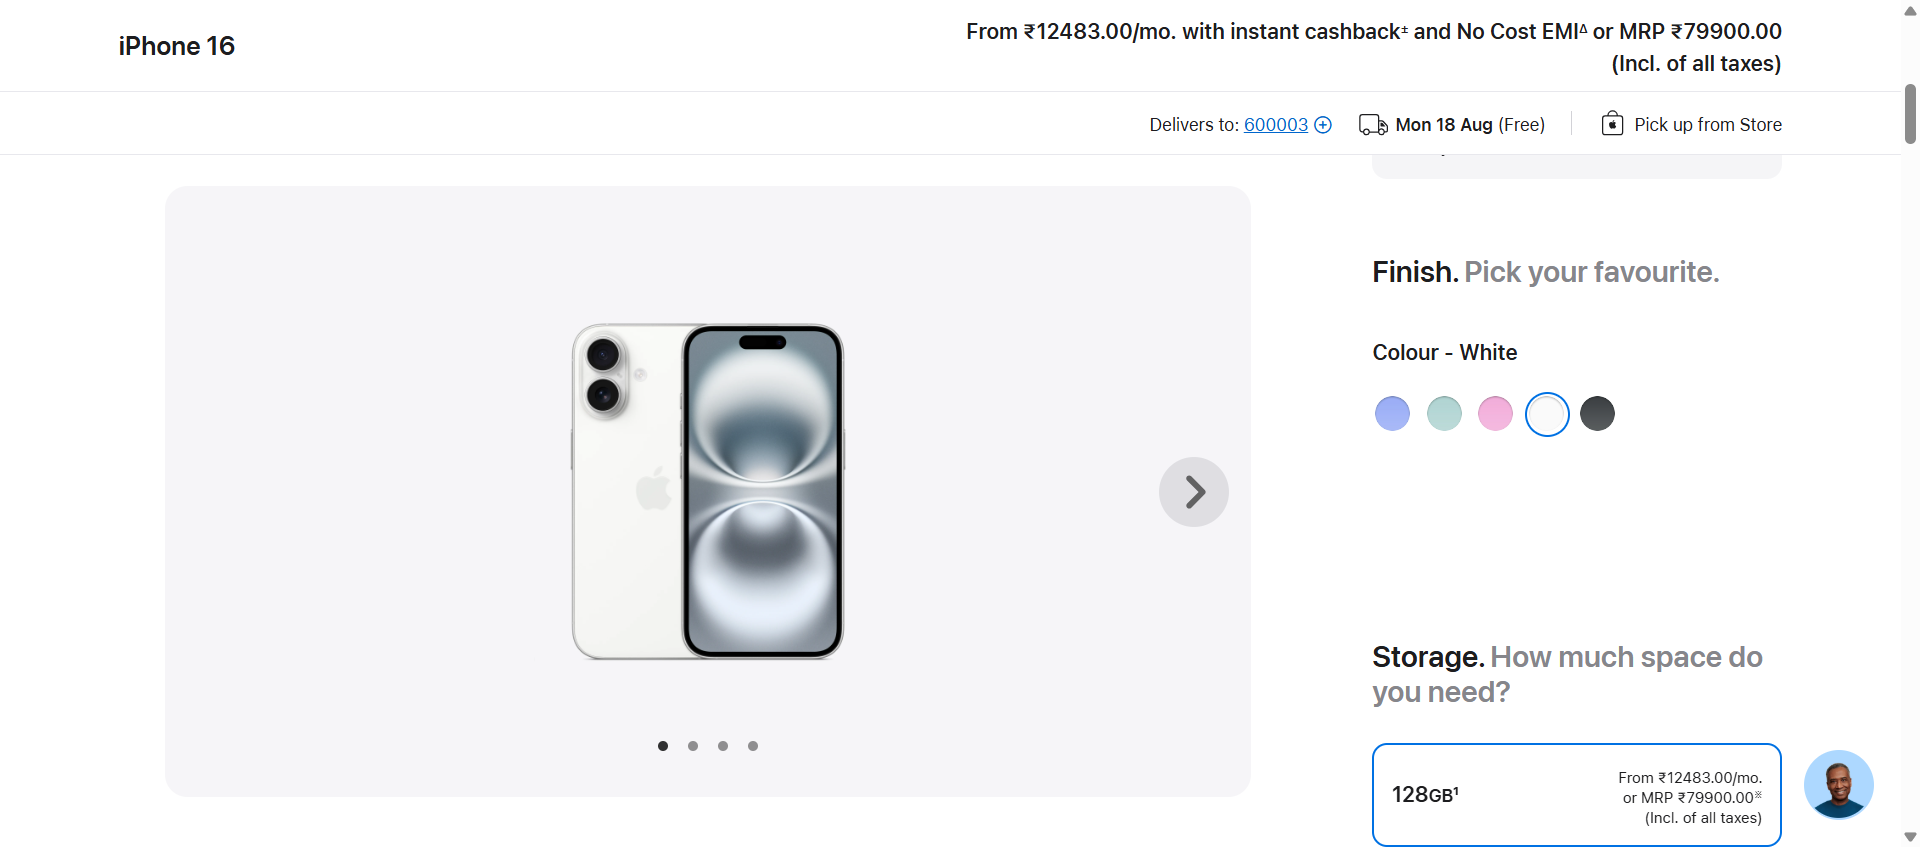 iPhone 16
From ₹12483.00/mo. with instant cashback± and No Cost EMI∆ or MRP ₹79900.00
(Incl. of all taxes)
Delivers to: 600003
Mon 18 Aug (Free)
Pick up from Store
Finish. Pick your favourite.
Colour - White
Storage. How much space do
you need?
128GB¹
From ₹12483.00/mo.
or MRP ₹79900.00※
(Incl. of all taxes)